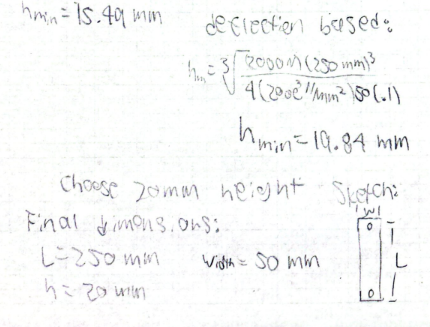 hmin = 15.49 mm
deflection based:
hm = ∛(2000N(250 mm)³ / 4(200e³ N/mm²)50(.1))
hmin = 19.84 mm
Choose 20mm height
Sketch:
Final dimensions:
L = 250 mm
width = 50 mm
h = 20 mm
w
L